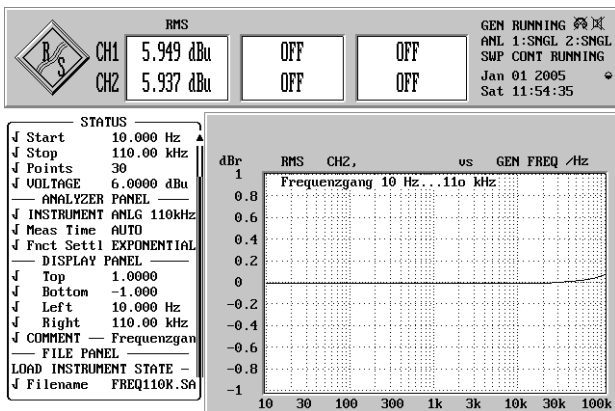 RMS
CH1 5.949 dBu OFF OFF
CH2 5.937 dBu OFF OFF
R S
GEN RUNNING
ANL 1:SNGL 2:SNGL
SWP CONT RUNNING
Jan 01 2005
Sat 11:54:35
STATUS
Start 10.000 Hz
Stop 110.00 kHz
Points 30
VOLTAGE 6.0000 dBu
ANALYZER PANEL
INSTRUMENT ANLG 110kHz
Meas Time AUTO
Fnct Settl EXPONENTIAL
DISPLAY PANEL
Top 1.0000
Bottom -1.000
Left 10.000 Hz
Right 110.00 kHz
COMMENT — Frequenzgan
FILE PANEL
LOAD INSTRUMENT STATE -
Filename FREQ110K.SA
dBr RMS CH2, vs GEN FREQ /Hz
Frequenzgang 10 Hz...11o kHz
1
0.8
0.6
0.4
0.2
0
-0.2
-0.4
-0.6
-0.8
-1
10 30 100 300 1k 3k 10k 30k 100k